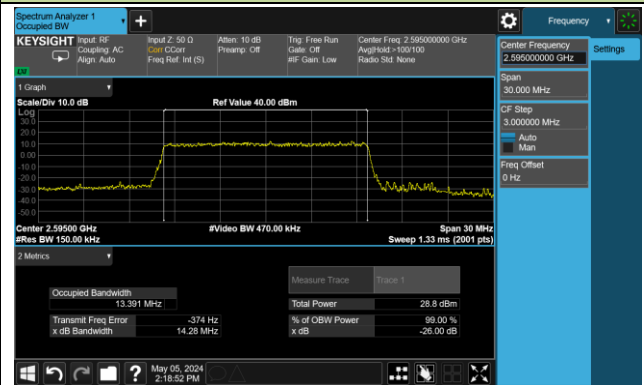 Spectrum Analyzer 1
Occupied BW
Frequency
KEYSIGHT
Input: RF
Coupling: AC
Align: Auto
Input Z: 50 Ω
Corr CCorr
Freq Ref: Int (S)
Atten: 10 dB
Preamp: Off
Trig: Free Run
Gate: Off
#IF Gain: Low
Center Freq: 2.595000000 GHz
Avg|Hold:>100/100
Radio Std: None
Center Frequency
2.595000000 GHz
Settings
Span
30.000 MHz
CF Step
3.000000 MHz
Auto
Man
Freq Offset
0 Hz
1 Graph
Scale/Div 10.0 dB
Ref Value 40.00 dBm
Log
30.0
20.0
10.0
0.00
-10.0
-20.0
-30.0
-40.0
-50.0
Center 2.59500 GHz
#Video BW 470.00 kHz
Span 30 MHz
#Res BW 150.00 kHz
Sweep 1.33 ms (2001 pts)
2 Metrics
Measure Trace
Trace 1
Occupied Bandwidth
13.391 MHz
Total Power
28.8 dBm
Transmit Freq Error
-374 Hz
% of OBW Power
99.00 %
x dB Bandwidth
14.28 MHz
x dB
-26.00 dB
May 05, 2024
2:18:52 PM